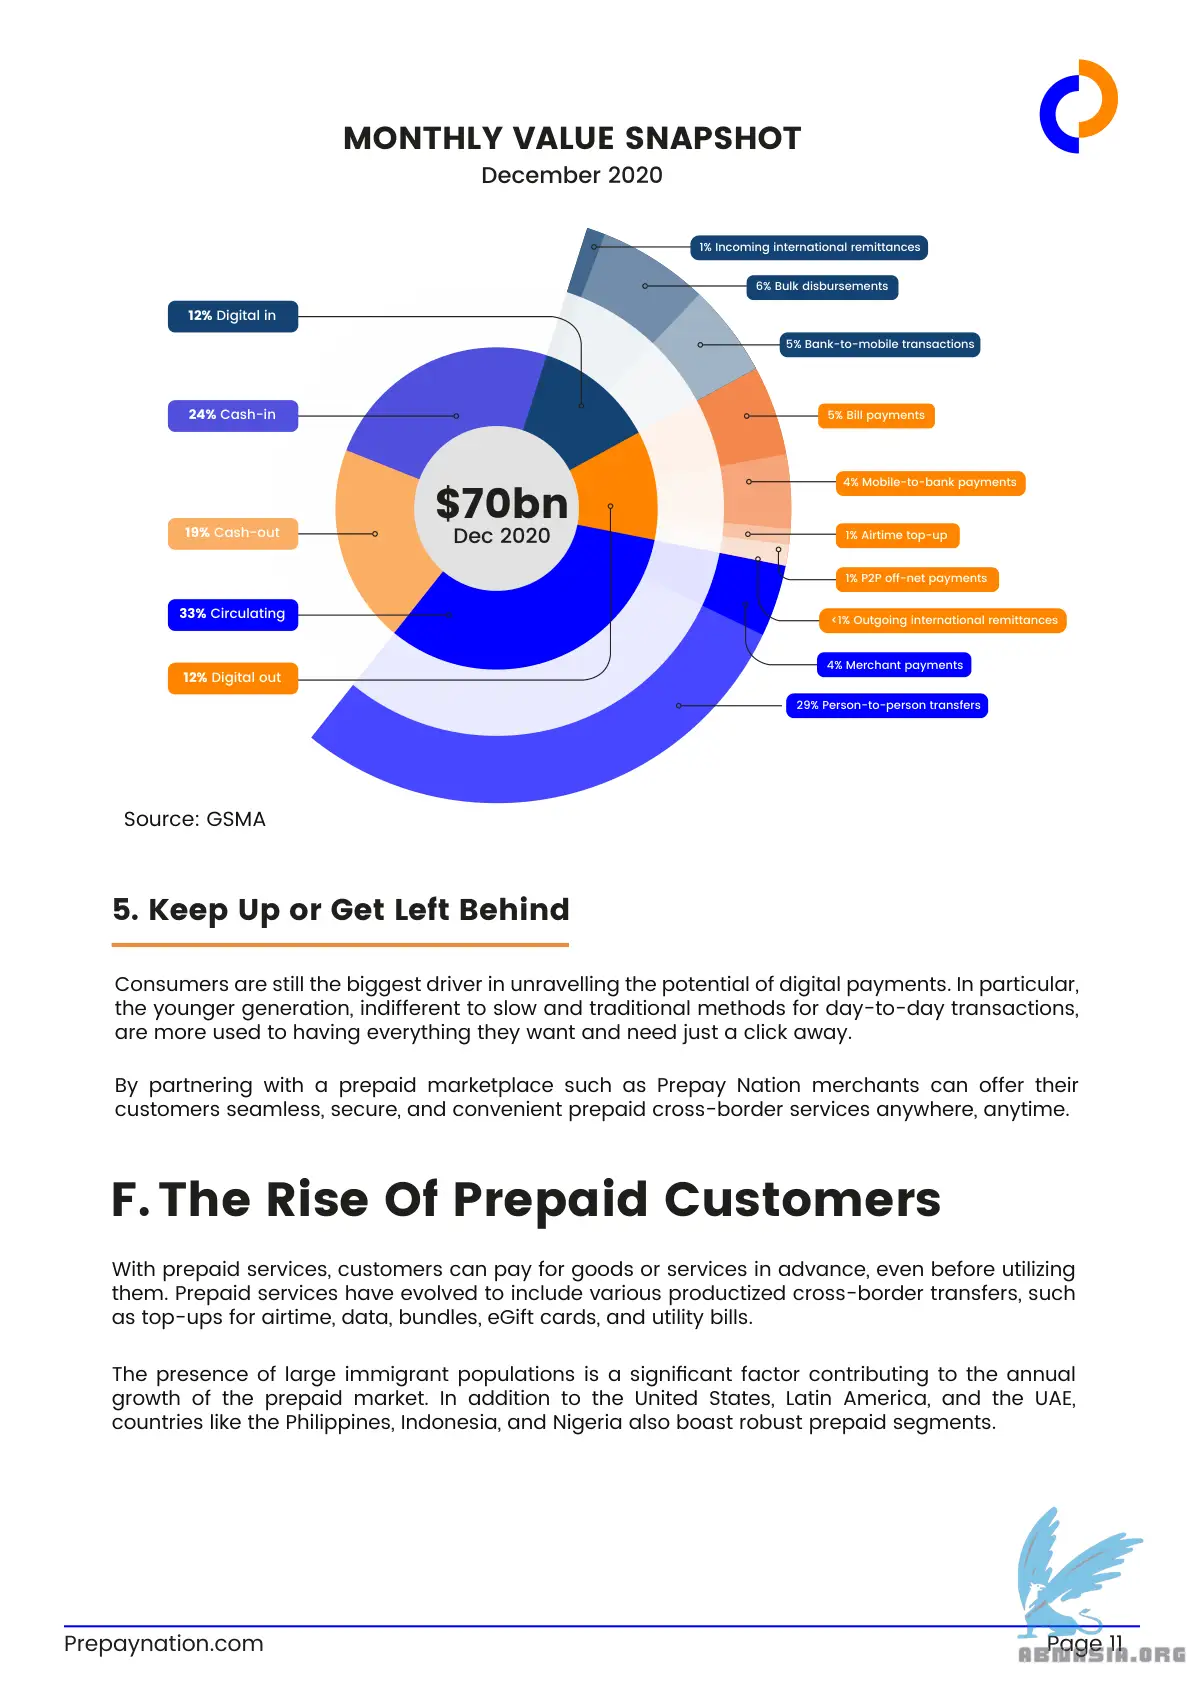 MONTHLY VALUE SNAPSHOT
December 2020
1% Incoming international remittances
6% Bulk disbursements
12% Digital in
5% Bank-to-mobile transactions
24% Cash-in
5% Bill payments
4% Mobile-to-bank payments
$70bn
Dec 2020
19% Cash-out
1% Airtime top-up
1% P2P off-net payments
33% Circulating
<1% Outgoing international remittances
4% Merchant payments
12% Digital out
29% Person-to-person transfers
Source: GSMA
5. Keep Up or Get Left Behind
Consumers are still the biggest driver in unravelling the potential of digital payments. In particular,
the younger generation, indifferent to slow and traditional methods for day-to-day transactions,
are more used to having everything they want and need just a click away.
By partnering with a prepaid marketplace such as Prepay Nation merchants can offer their
customers seamless, secure, and convenient prepaid cross-border services anywhere, anytime.
F. The Rise Of Prepaid Customers
With prepaid services, customers can pay for goods or services in advance, even before utilizing
them. Prepaid services have evolved to include various productized cross-border transfers, such
as top-ups for airtime, data, bundles, eGift cards, and utility bills.
The presence of large immigrant populations is a significant factor contributing to the annual
growth of the prepaid market. In addition to the United States, Latin America, and the UAE,
countries like the Philippines, Indonesia, and Nigeria also boast robust prepaid segments.
Prepaynation.com
Page 11
ABMASIA.ORG